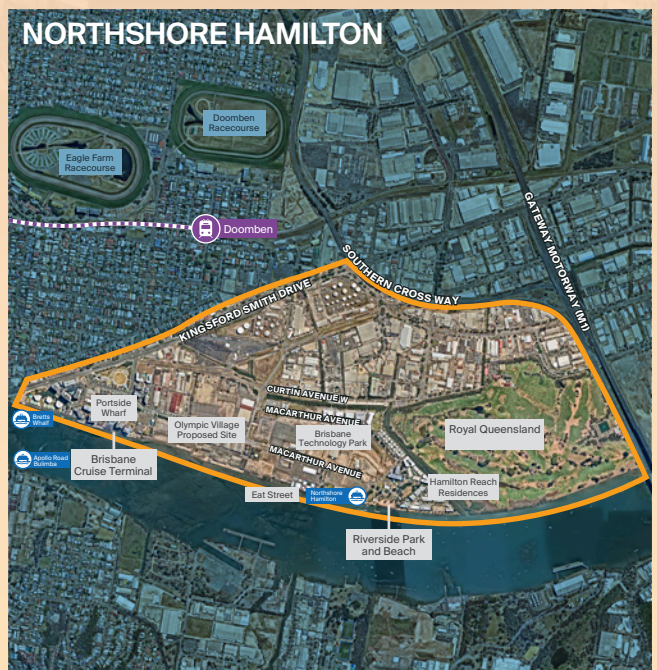 NORTHSHORE HAMILTON
Doomben
Racecourse
Eagle Farm
Racecourse
Doomben
GATEWAY MOTORWAY (M1)
SOUTHERN CROSS WAY
KINGSFORD SMITH DRIVE
CURTIN AVENUE W
Portside
Wharf
MACARTHUR AVENUE
Bretts
Wharf
Olympic Village
Proposed Site
Brisbane
Technology Park
Royal Queensland
Apollo Road
Bulimba
Brisbane
Cruise Terminal
MACARTHUR AVENUE
Hamilton Reach
Residences
Eat Street
Northshore
Hamilton
Riverside Park
and Beach